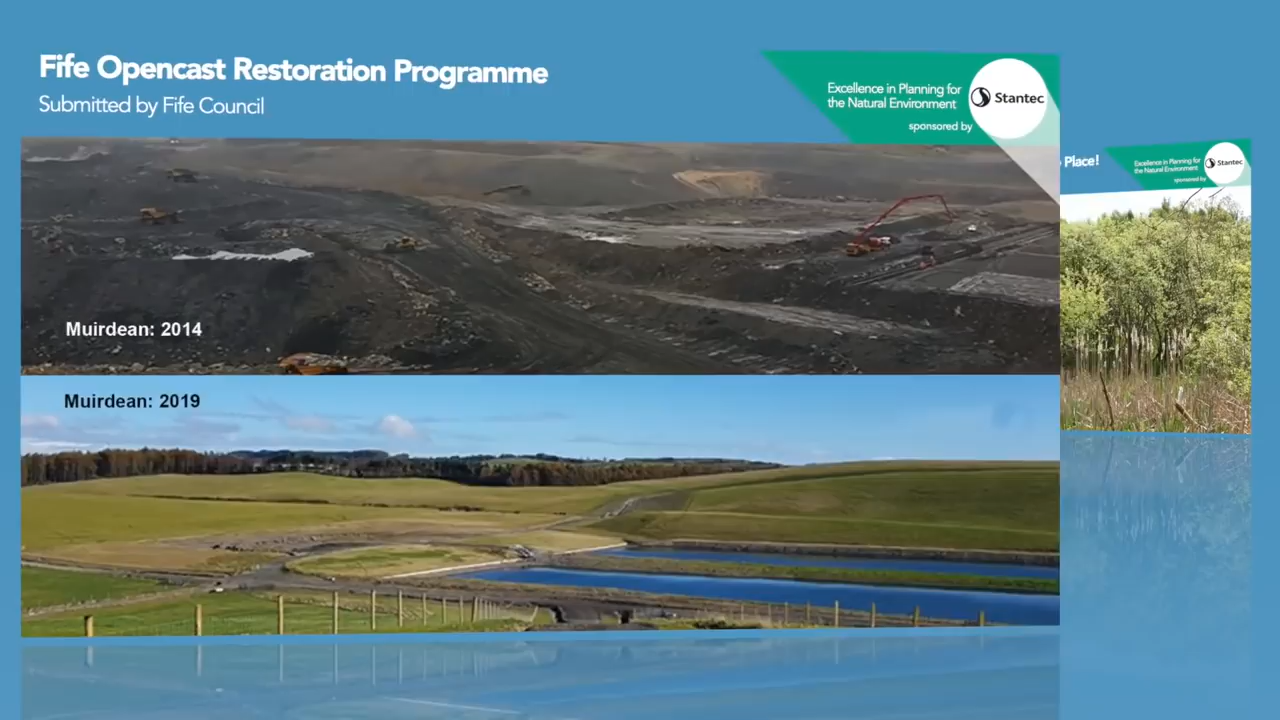 Fife Opencast Restoration Programme
Submitted by Fife Council
Excellence in Planning for
the Natural Environment
sponsored by
Stantec
Muirdean: 2014
Muirdean: 2019
Place!
Excellence in Planning for
the Natural Environment
sponsored by
Stantec